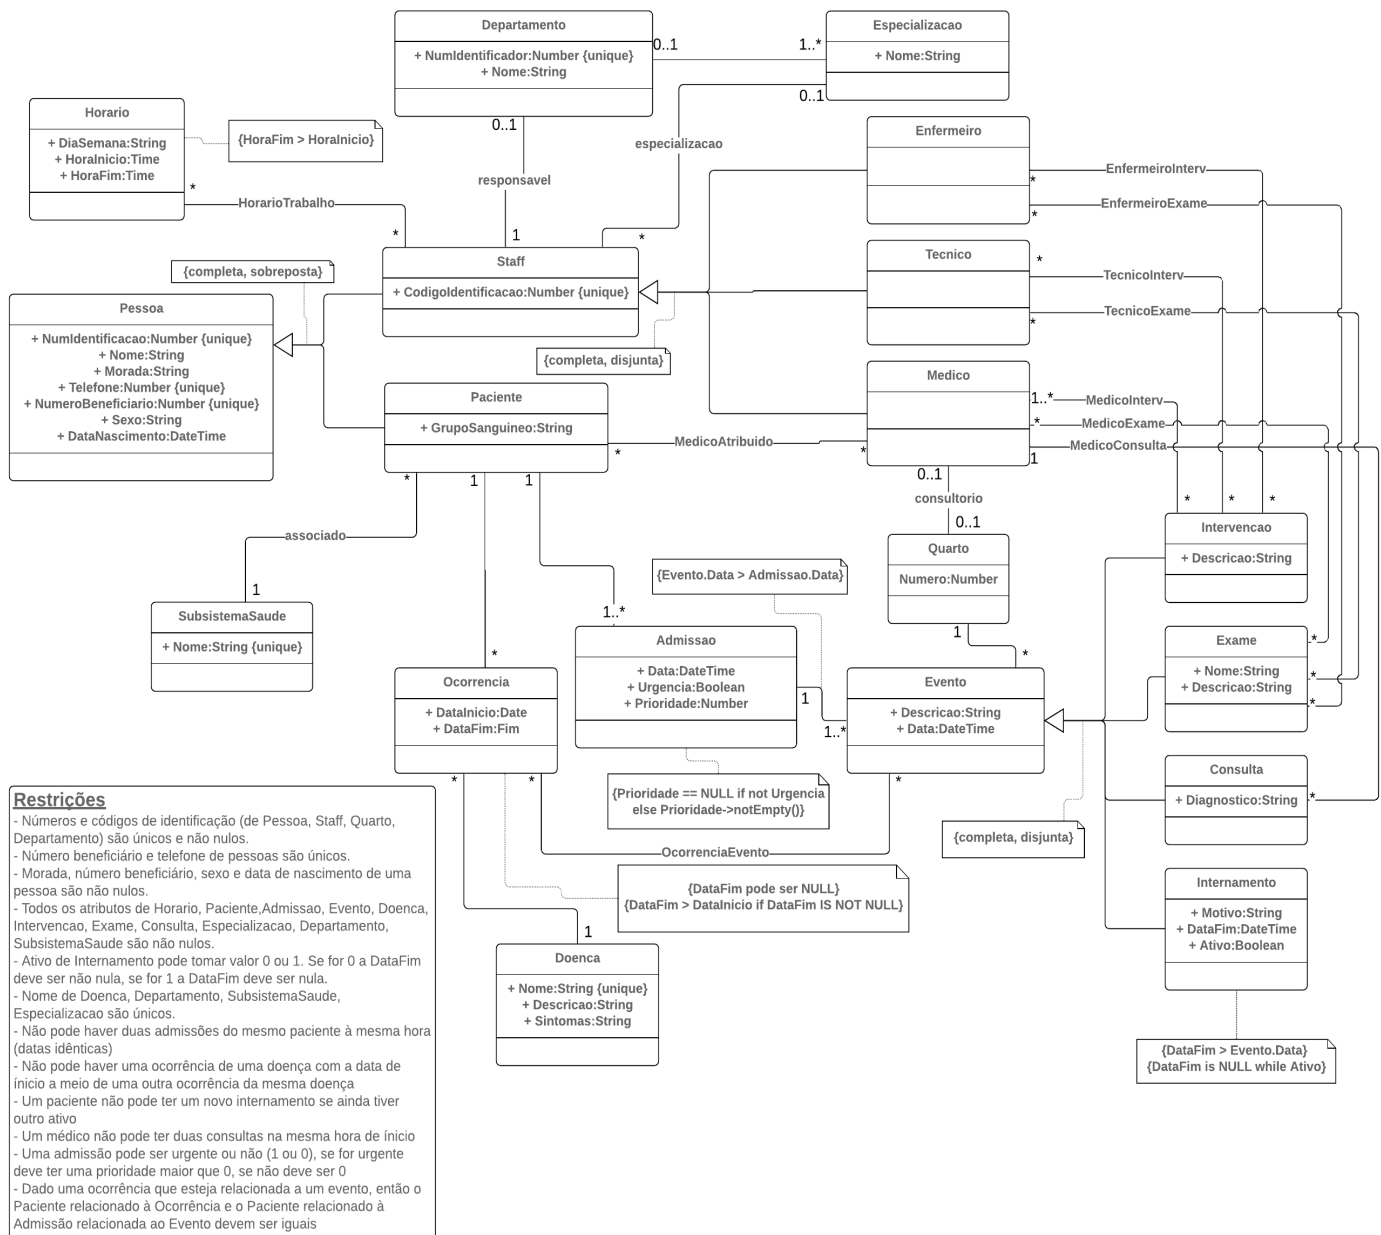 Departamento
+ NumIdentificador:Number {unique}
+ Nome:String
0..1
1..*
Especializacao
+ Nome:String
0..1
0..1
especializacao
responsavel
1
*
Horario
+ DiaSemana:String
+ HoraInicio:Time
+ HoraFim:Time
*
{HoraFim > HoraInicio}
HorarioTrabalho
*
Enfermeiro
*
*
EnfermeiroInterv
EnfermeiroExame
Staff
+ CodigoIdentificacao:Number {unique}
Tecnico
*
*
TecnicoInterv
TecnicoExame
{completa, sobreposta}
{completa, disjunta}
Pessoa
+ NumIdentificacao:Number {unique}
+ Nome:String
+ Morada:String
+ Telefone:Number {unique}
+ NumeroBeneficiario:Number {unique}
+ Sexo:String
+ DataNascimento:DateTime
Paciente
+ GrupoSanguineo:String
*
MedicoAtribuido
*
Medico
1..*
*
1
MedicoInterv
MedicoExame
MedicoConsulta
*
1
1
0..1
consultorio
0..1
*
*
*
associado
1
SubsistemaSaude
+ Nome:String {unique}
Quarto
Numero:Number
1
*
Intervencao
+ Descricao:String
{Evento.Data > Admissao.Data}
1..*
Admissao
+ Data:DateTime
+ Urgencia:Boolean
+ Prioridade:Number
1
1..*
*
Ocorrencia
+ DataInicio:Date
+ DataFim:Fim
*
*
Evento
+ Descricao:String
+ Data:DateTime
*
Exame
+ Nome:String
+ Descricao:String
*
*
*
{Prioridade == NULL if not Urgencia
else Prioridade->notEmpty()}
Consulta
+ Diagnostico:String
*
{completa, disjunta}
OcorrenciaEvento
{DataFim pode ser NULL}
{DataFim > DataInicio if DataFim IS NOT NULL}
Internamento
+ Motivo:String
+ DataFim:DateTime
+ Ativo:Boolean
{DataFim > Evento.Data}
{DataFim is NULL while Ativo}
1
Doenca
+ Nome:String {unique}
+ Descricao:String
+ Sintomas:String
Restrições
- Números e códigos de identificação (de Pessoa, Staff, Quarto,
Departamento) são únicos e não nulos.
- Número beneficiário e telefone de pessoas são únicos.
- Morada, número beneficiário, sexo e data de nascimento de uma
pessoa são não nulos.
- Todos os atributos de Horario, Paciente,Admissao, Evento, Doenca,
Intervencao, Exame, Consulta, Especializacao, Departamento,
SubsistemaSaude são não nulos.
- Ativo de Internamento pode tomar valor 0 ou 1. Se for 0 a DataFim
deve ser não nula, se for 1 a DataFim deve ser nula.
- Nome de Doenca, Departamento, SubsistemaSaude,
Especializacao são únicos.
- Não pode haver duas admissões do mesmo paciente à mesma hora
(datas idênticas)
- Não pode haver uma ocorrência de uma doença com a data de
ínicio a meio de uma outra ocorrência da mesma doença
- Um paciente não pode ter um novo internamento se ainda tiver
outro ativo
- Um médico não pode ter duas consultas na mesma hora de ínicio
- Uma admissão pode ser urgente ou não (1 ou 0), se for urgente
deve ter uma prioridade maior que 0, se não deve ser 0
- Dado uma ocorrência que esteja relacionada a um evento, então o
Paciente relacionado à Ocorrência e o Paciente relacionado à
Admissão relacionada ao Evento devem ser iguais